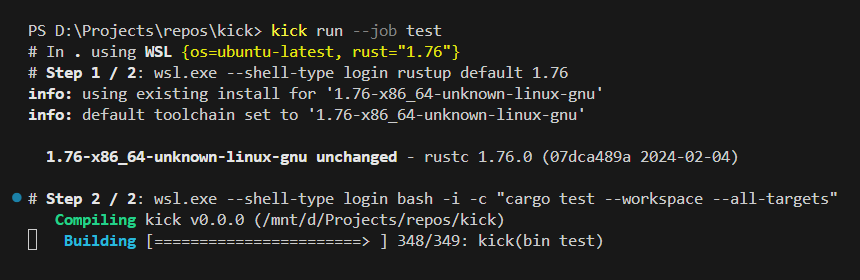 PS D:\Projects\repos\kick> kick run --job test
# In . using WSL {os=ubuntu-latest, rust="1.76"}
# Step 1 / 2: wsl.exe --shell-type login rustup default 1.76
info: using existing install for '1.76-x86_64-unknown-linux-gnu'
info: default toolchain set to '1.76-x86_64-unknown-linux-gnu'
1.76-x86_64-unknown-linux-gnu unchanged - rustc 1.76.0 (07dca489a 2024-02-04)
# Step 2 / 2: wsl.exe --shell-type login bash -i -c "cargo test --workspace --all-targets"
Compiling kick v0.0.0 (/mnt/d/Projects/repos/kick)
Building [=======================> ] 348/349: kick(bin test)